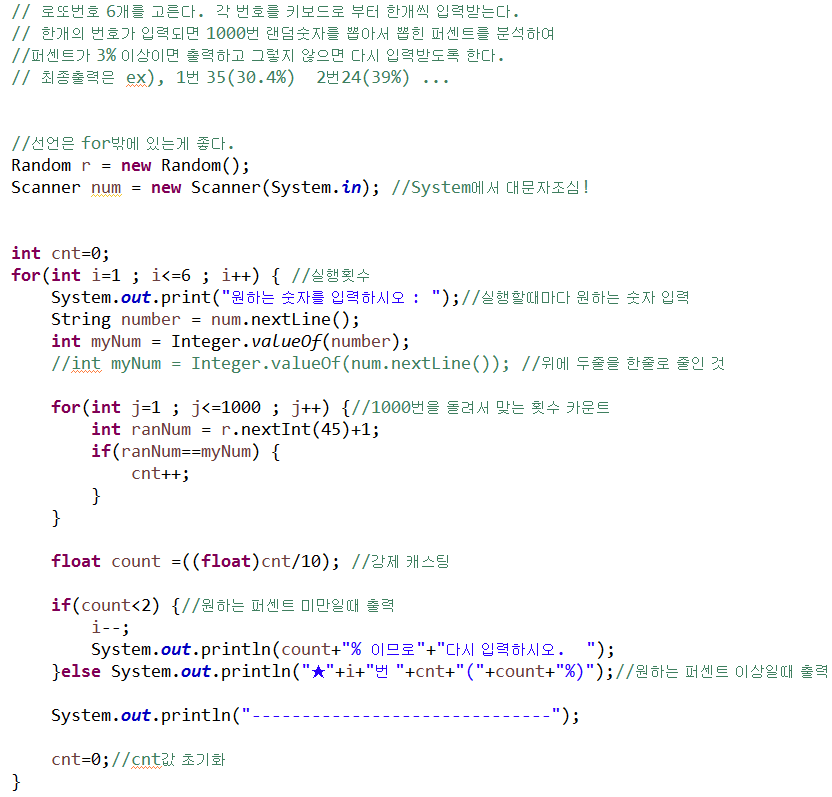 // 로또번호 6개를 고른다. 각 번호를 키보드로 부터 한개씩 입력받는다.
// 한개의 번호가 입력되면 1000번 랜덤숫자를 뽑아서 뽑힌 퍼센트를 분석하여
//퍼센트가 3% 이상이면 출력하고 그렇지 않으면 다시 입력받도록 한다.
// 최종출력은 ex), 1번 35(30.4%)  2번24(39%) ...
//선언은 for밖에 있는게 좋다.
Random r = new Random();
Scanner num = new Scanner(System.in); //System에서 대문자조심!
int cnt=0;
for(int i=1 ; i<=6 ; i++) { //실행횟수
    System.out.print("원하는 숫자를 입력하시오 : ");//실행할때마다 원하는 숫자 입력
    String number = num.nextLine();
    int myNum = Integer.valueOf(number);
    //int myNum = Integer.valueOf(num.nextLine()); //위에 두줄을 한줄로 줄인 것
    for(int j=1 ; j<=1000 ; j++) {//1000번을 돌려서 맞는 횟수 카운트
        int ranNum = r.nextInt(45)+1;
        if(ranNum==myNum) {
            cnt++;
        }
    }
    float count =((float)cnt/10); //강제 캐스팅
    if(count<2) {//원하는 퍼센트 미만일때 출력
        i--;
        System.out.println(count+"% 이므로"+"다시 입력하시오.  ");
    }else System.out.println("★"+i+"번 "+cnt+"("+count+"%)");//원하는 퍼센트 이상일때 출력
    System.out.println("------------------------------");
    cnt=0;//cnt값 초기화
}